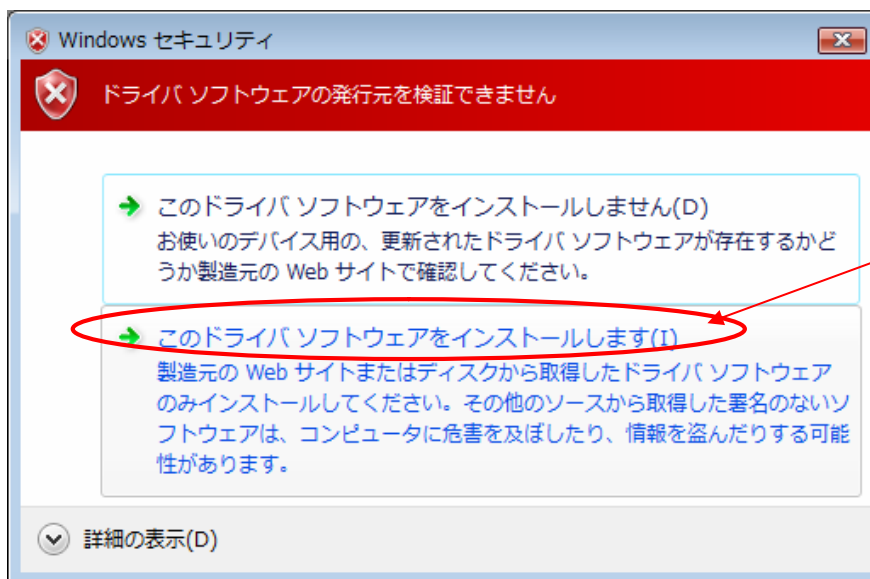 Windows セキュリティ
ドライバ ソフトウェアの発行元を検証できません
このドライバ ソフトウェアをインストールしません(D)
お使いのデバイス用の、更新されたドライバ ソフトウェアが存在するかど
うか製造元の Web サイトで確認してください。
このドライバ ソフトウェアをインストールします(I)
製造元の Web サイトまたはディスクから取得したドライバ ソフトウェア
のみインストールしてください。その他のソースから取得した署名のないソ
フトウェアは、コンピュータに危害を及ぼしたり、情報を盗んだりする可能
性があります。
詳細の表示(D)